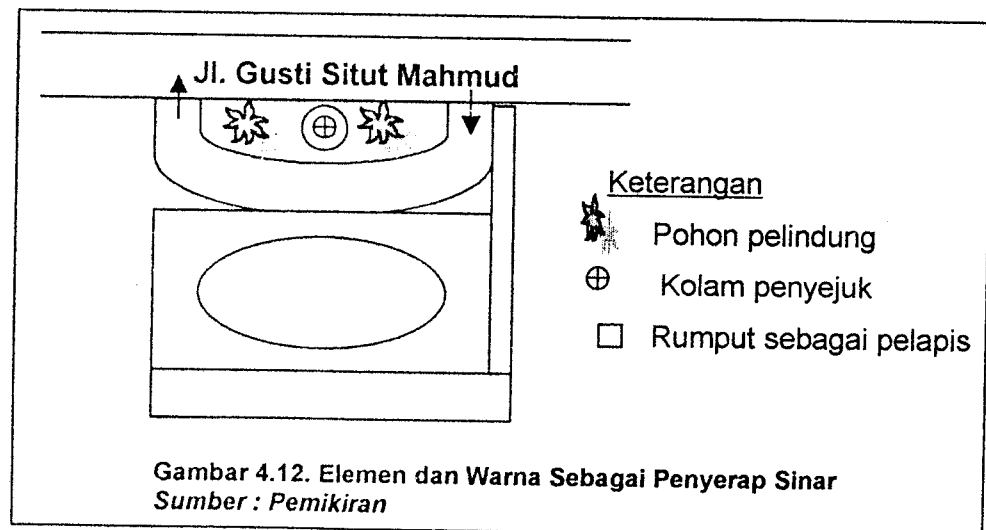 Jl. Gusti Situt Mahmud
Keterangan
Pohon pelindung
Kolam penyejuk
Rumput sebagai pelapis
Gambar 4.12. Elemen dan Warna Sebagai Penyerap Sinar
Sumber : Pemikiran